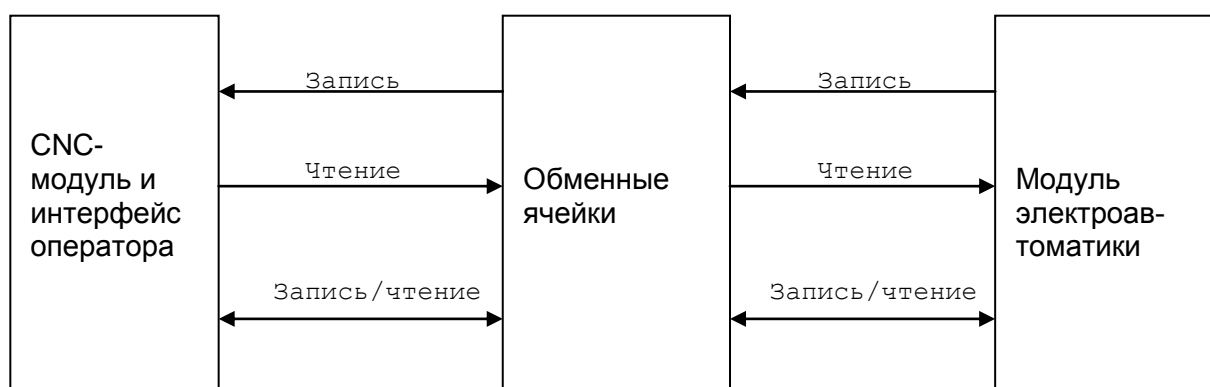 Запись
Запись
CNC-
модуль и
интерфейс
оператора
Чтение
Обменные
ячейки
Чтение
Модуль
электроав-
томатики
Запись/чтение
Запись/чтение